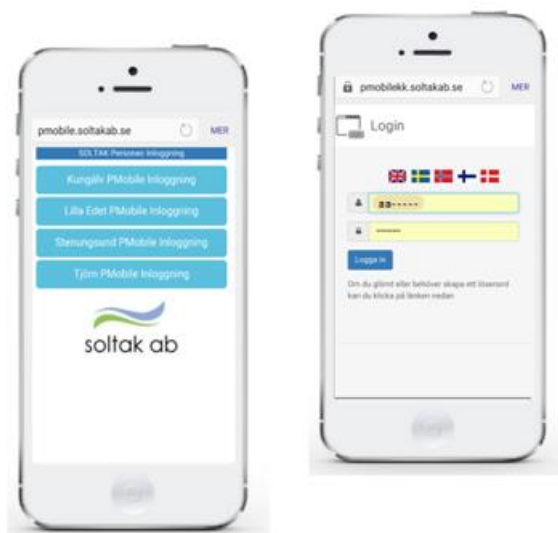 pmobile.soltakab.se MER
SOLTAK Personec Inloggning
Kungälv PMobile Inloggning
Lilla Edet PMobile Inloggning
Stenungsund PMobile Inloggning
Tjörn PMobile Inloggning
soltak ab
pmobilekk.soltakab.se MER
Login
Logga in
Om du glömt eller behöver skapa ett lösenord
kan du klicka på länken nedan